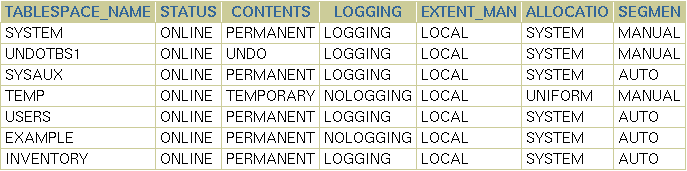 TABLESPACE_NAME STATUS CONTENTS LOGGING EXTENT_MAN ALLOCATIO SEGMEN
SYSTEM ONLINE PERMANENT LOGGING LOCAL SYSTEM MANUAL
UNDOTBS1 ONLINE UNDO LOGGING LOCAL SYSTEM MANUAL
SYSAUX ONLINE PERMANENT LOGGING LOCAL SYSTEM AUTO
TEMP ONLINE TEMPORARY NOLOGGING LOCAL UNIFORM MANUAL
USERS ONLINE PERMANENT LOGGING LOCAL SYSTEM AUTO
EXAMPLE ONLINE PERMANENT NOLOGGING LOCAL SYSTEM AUTO
INVENTORY ONLINE PERMANENT LOGGING LOCAL SYSTEM AUTO